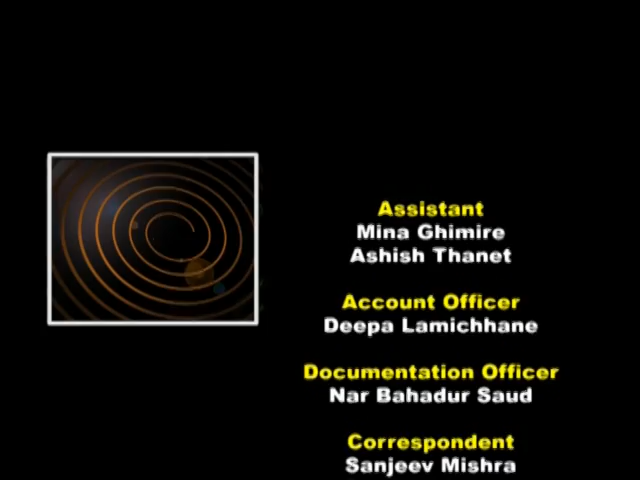 Assistant
Mina Ghimire
Ashish Thanet
Account Officer
Deepa Lamichhane
Documentation Officer
Nar Bahadur Saud
Correspondent
Sanjeev Mishra